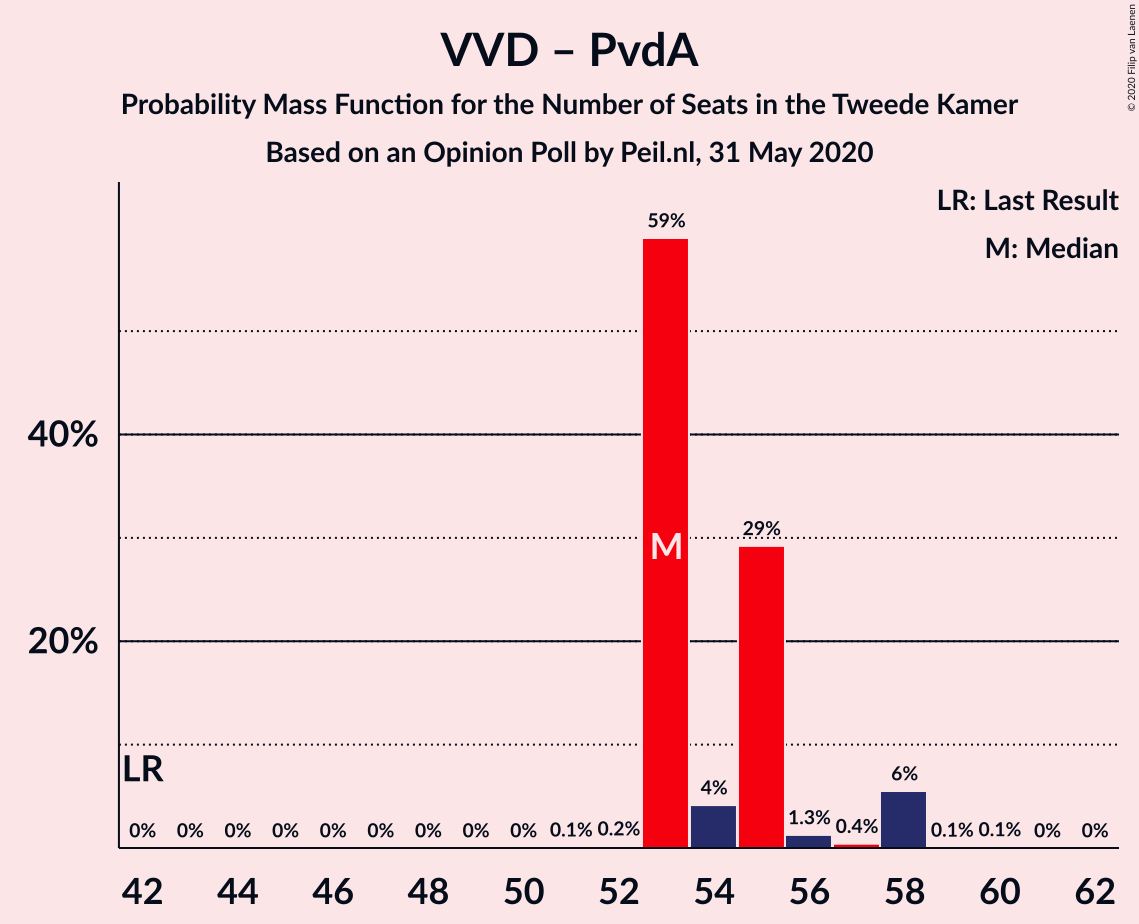 VVD – PvdA
Probability Mass Function for the Number of Seats in the Tweede Kamer
Based on an Opinion Poll by Peil.nl, 31 May 2020
© 2020 Filip van Laenen
LR: Last Result
M: Median
59%
40%
M
29%
20%
LR
0% 0% 0% 0% 0% 0% 0% 0% 0% 0.1% 0.2% 4% 1.3% 0.4% 6% 0.1% 0.1% 0% 0%
42 44 46 48 50 52 54 56 58 60 62